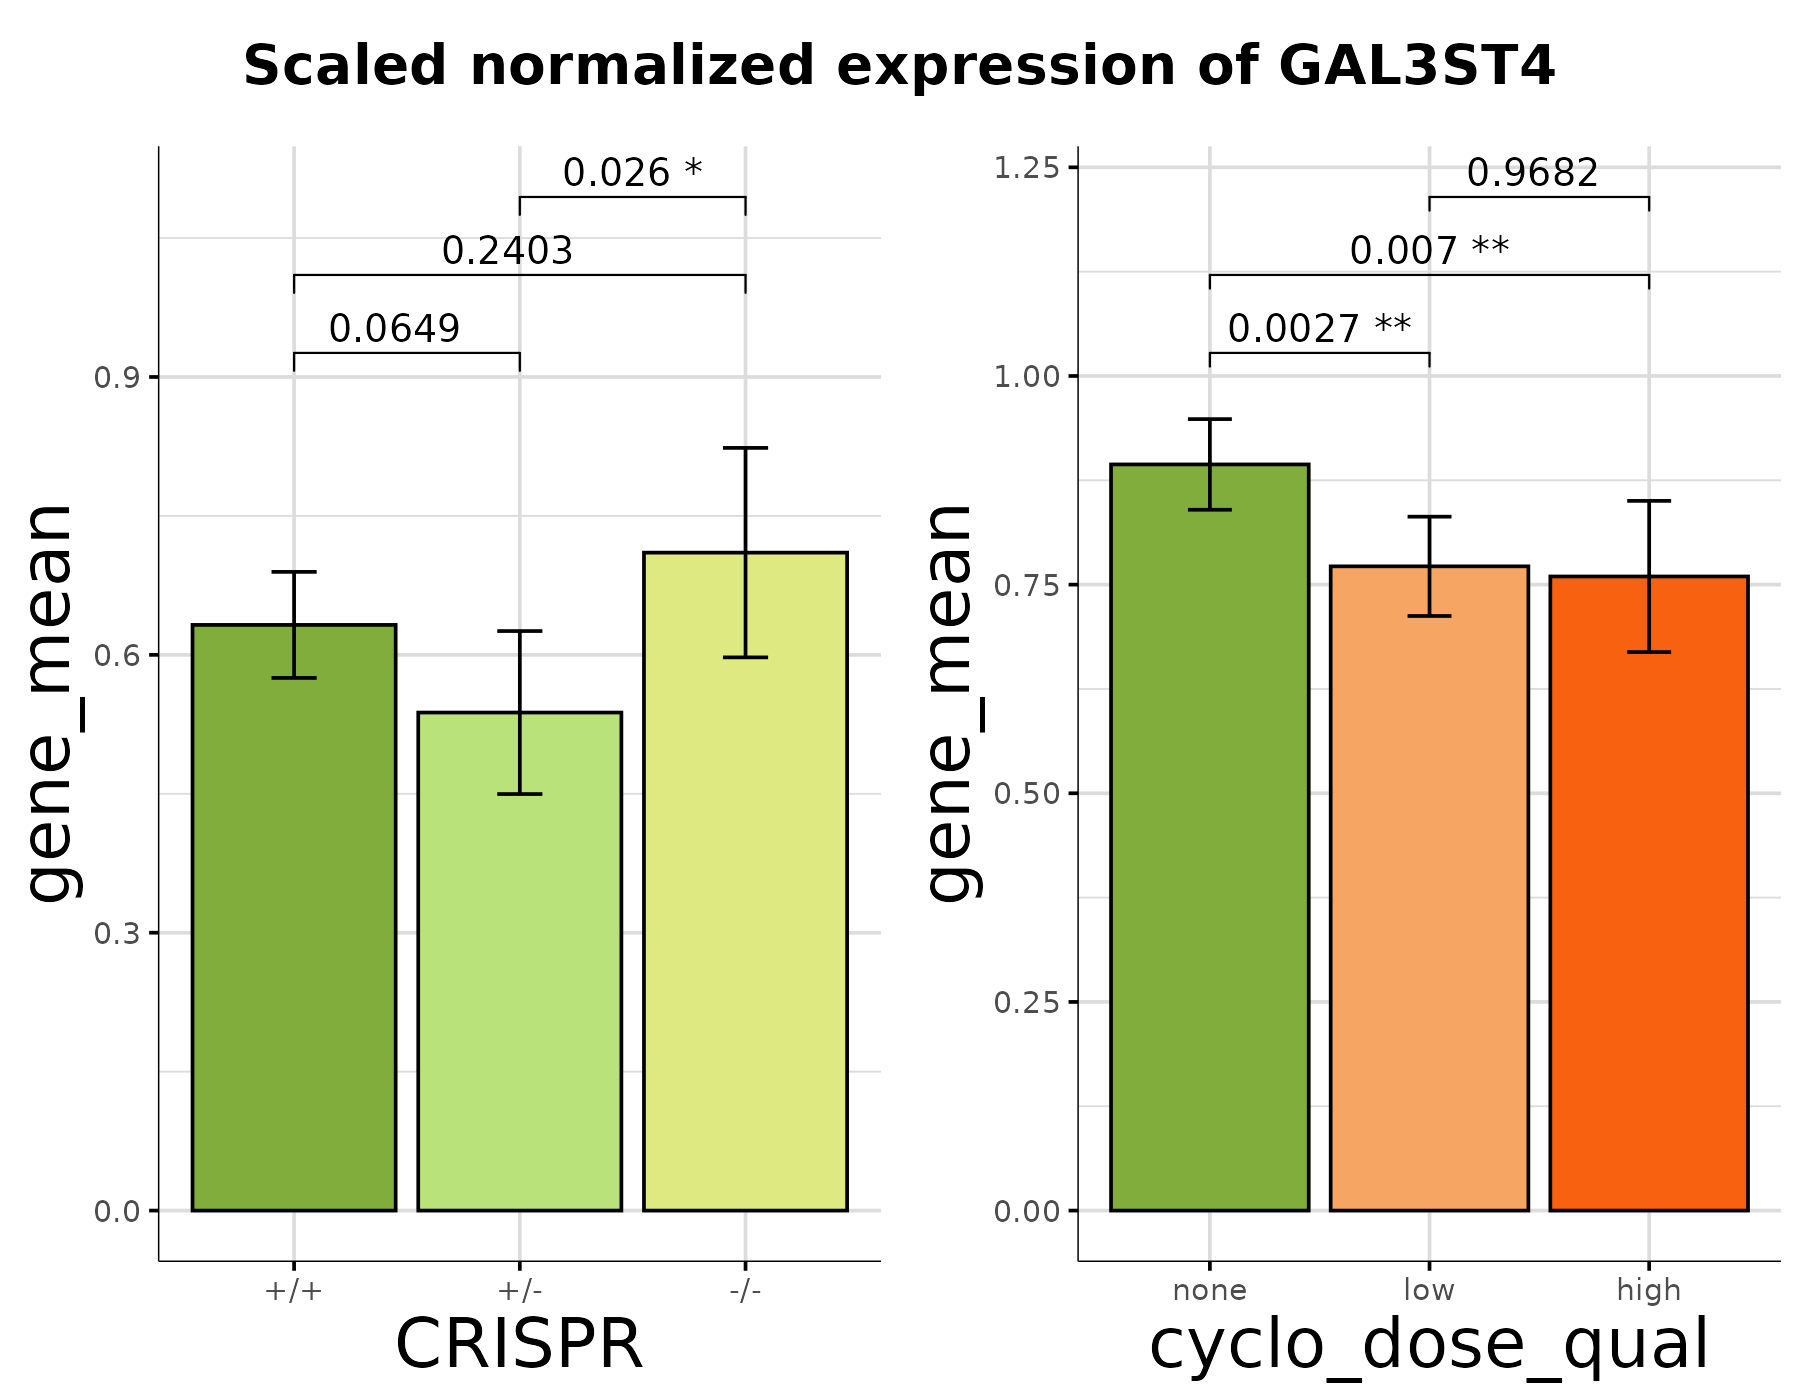 Scaled normalized expression of GAL3ST4
0.026 *
0.2403
0.0649
0.9
0.6
0.3
0.0
gene_mean
+/+ +/- -/-
CRISPR
1.25
0.9682
0.007 **
0.0027 **
1.00
0.75
0.50
0.25
0.00
gene_mean
none low high
cyclo_dose_qual